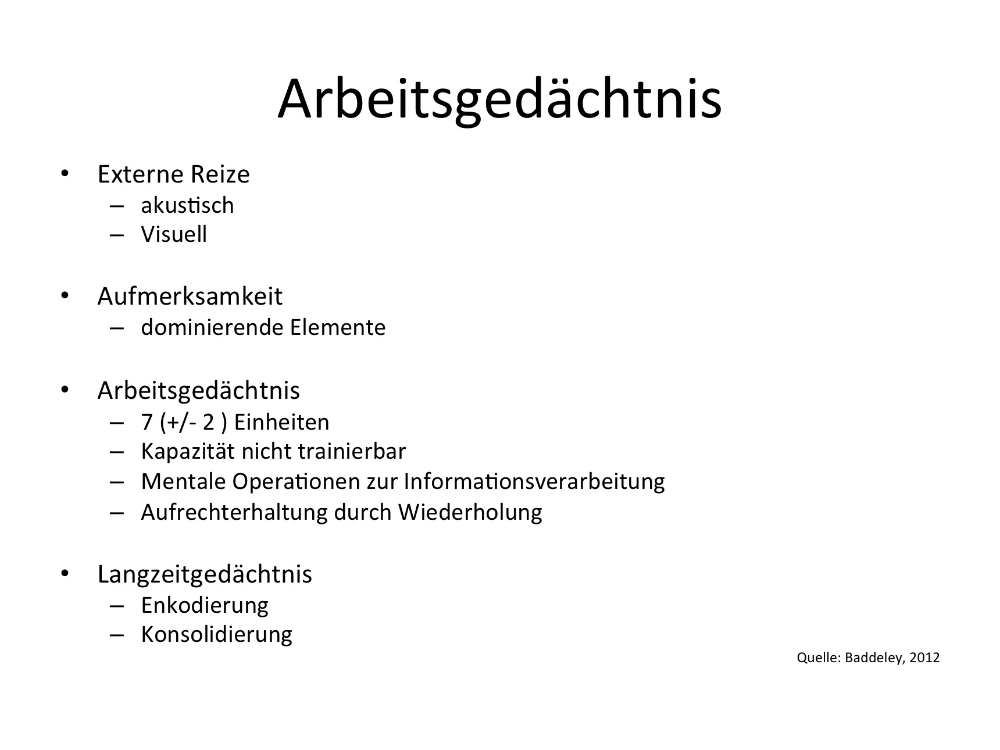 Arbeitsgedächtnis
• Externe Reize
– akustisch
– Visuell
• Aufmerksamkeit
– dominierende Elemente
• Arbeitsgedächtnis
– 7 (+/- 2 ) Einheiten
– Kapazität nicht trainierbar
– Mentale Operationen zur Informationsverarbeitung
– Aufrechterhaltung durch Wiederholung
• Langzeitgedächtnis
– Enkodierung
– Konsolidierung
Quelle: Baddeley, 2012